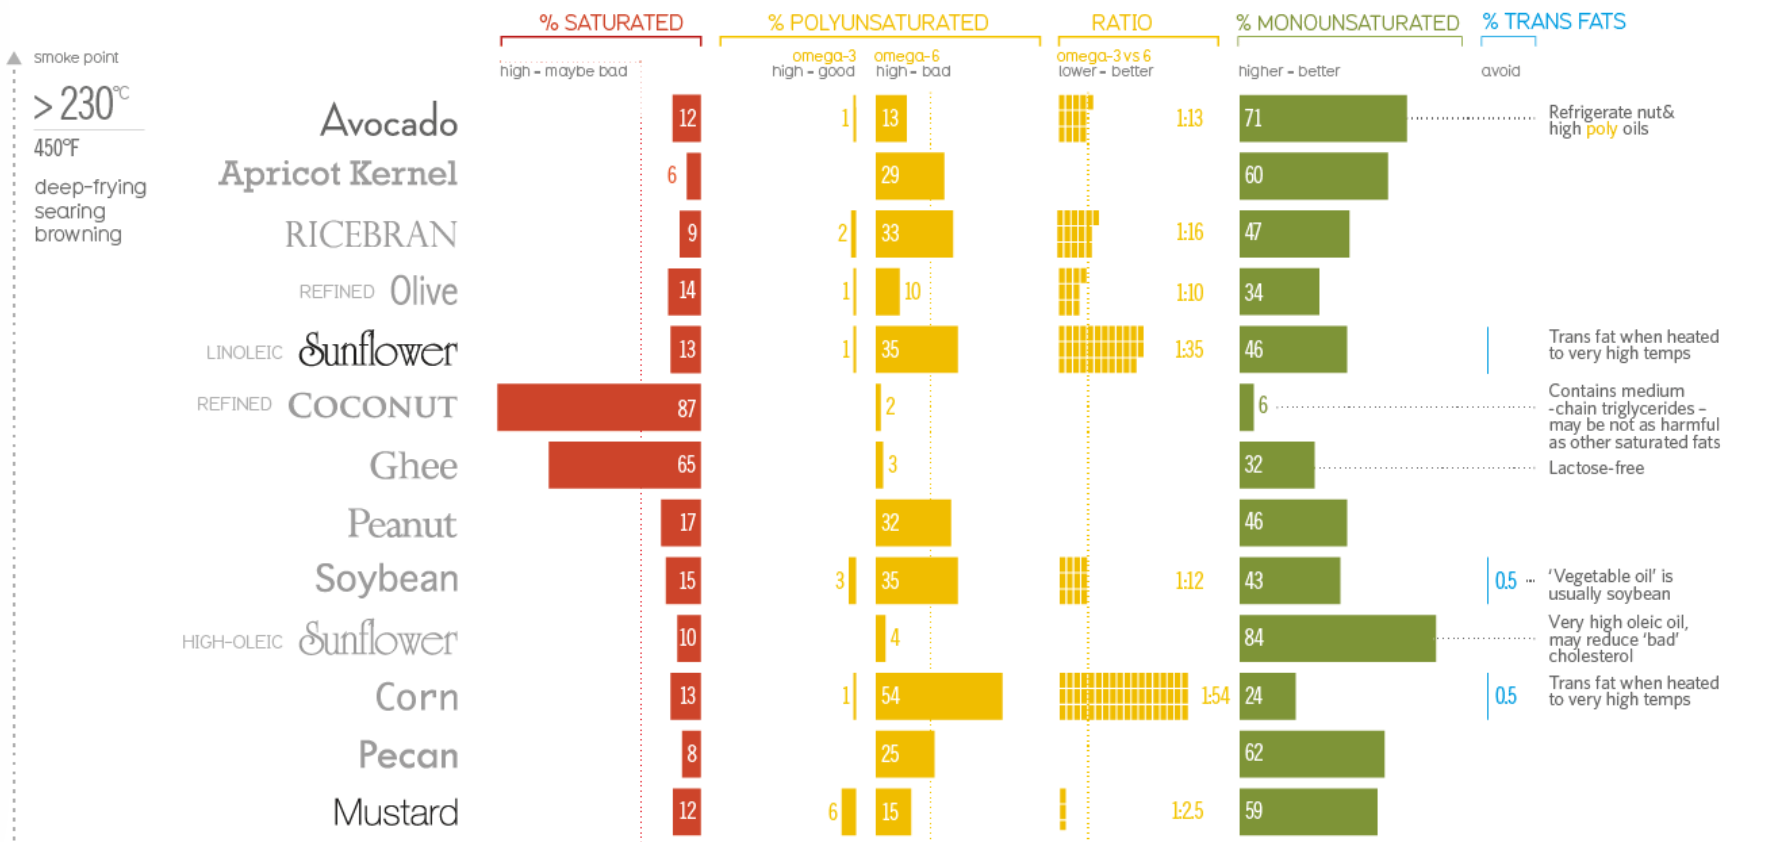 % SATURATED
% POLYUNSATURATED
RATIO
% MONOUNSATURATED
% TRANS FATS
smoke point
omega-3
omega-6
omega-3 vs 6
high - maybe bad
high - good
high - bad
lower - better
higher - better
avoid
> 230°C
450°F
deep-frying
searing
browning
Avocado 12 1 13 1:13 71
Refrigerate nut&
high poly oils
Apricot Kernel 6 29 60
RICEBRAN 9 2 33 1:16 47
REFINED Olive 14 1 10 1:10 34
LINOLEIC Sunflower 13 1 35 1:35 46
Trans fat when heated
to very high temps
REFINED COCONUT 87 2 6
Contains medium
-chain triglycerides -
may be not as harmful
as other saturated fats
Ghee 65 3 32 Lactose-free
Peanut 17 32 46
Soybean 15 3 35 1:12 43 0.5
'Vegetable oil' is
usually soybean
HIGH-OLEIC Sunflower 10 4 84
Very high oleic oil,
may reduce 'bad'
cholesterol
Corn 13 1 54 1:54 24 0.5
Trans fat when heated
to very high temps
Pecan 8 25 62
Mustard 12 6 15 1:2.5 59